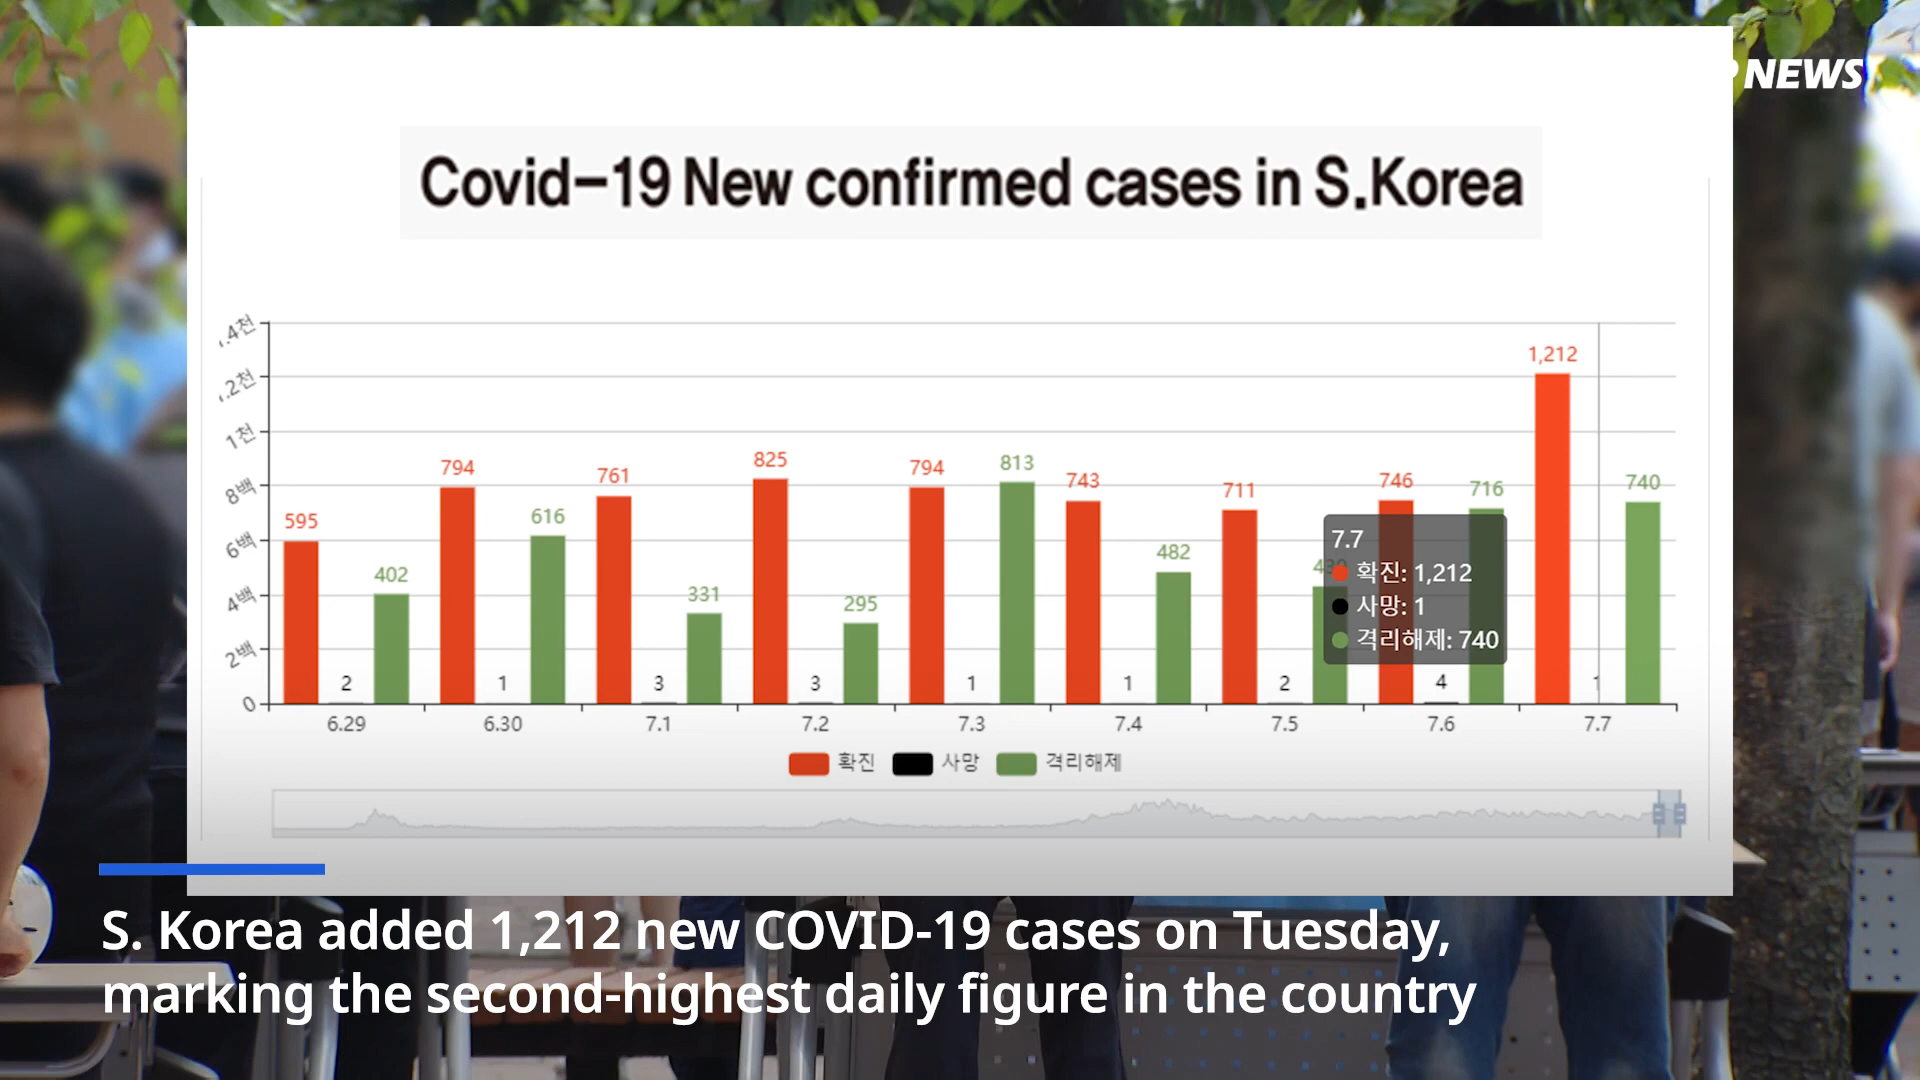 NEWS
Covid-19 New confirmed cases in S.Korea
1천
8백
6백
4백
2백
0
595 2 402
794 1 616
761 3 331
825 3 295
794 1 813
743 1 482
711 2
746 4 716
1,212 1 740
7.7
확진: 1,212
사망: 1
격리해제: 740
6.29 6.30 7.1 7.2 7.3 7.4 7.5 7.6 7.7
확진 사망 격리해제
S. Korea added 1,212 new COVID-19 cases on Tuesday,
marking the second-highest daily figure in the country